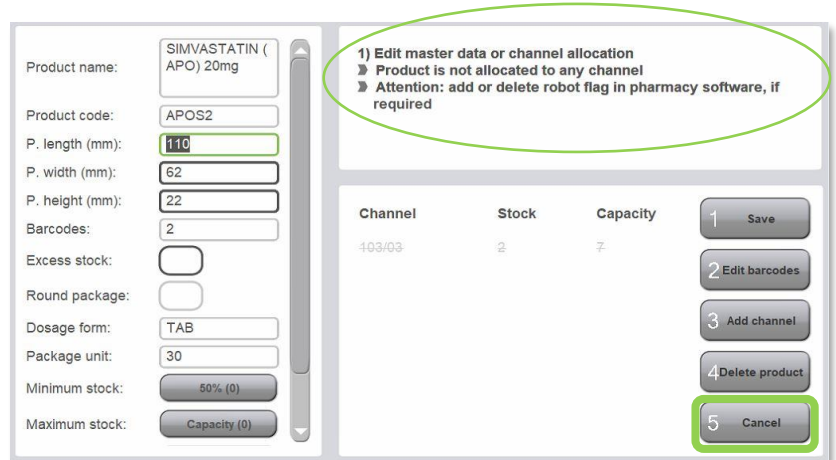 Product name: SIMVASTATIN (
APO) 20mg
Product code: APOS2
P. length (mm): 110
P. width (mm): 62
P. height (mm): 22
Barcodes: 2
Excess stock:
Round package:
Dosage form: TAB
Package unit: 30
Minimum stock: 50% (0)
Maximum stock: Capacity (0)
1) Edit master data or channel allocation
Product is not allocated to any channel
Attention: add or delete robot flag in pharmacy software, if
required
Channel Stock Capacity
103/03 2 7
1 Save
2 Edit barcodes
3 Add channel
4 Delete product
5 Cancel